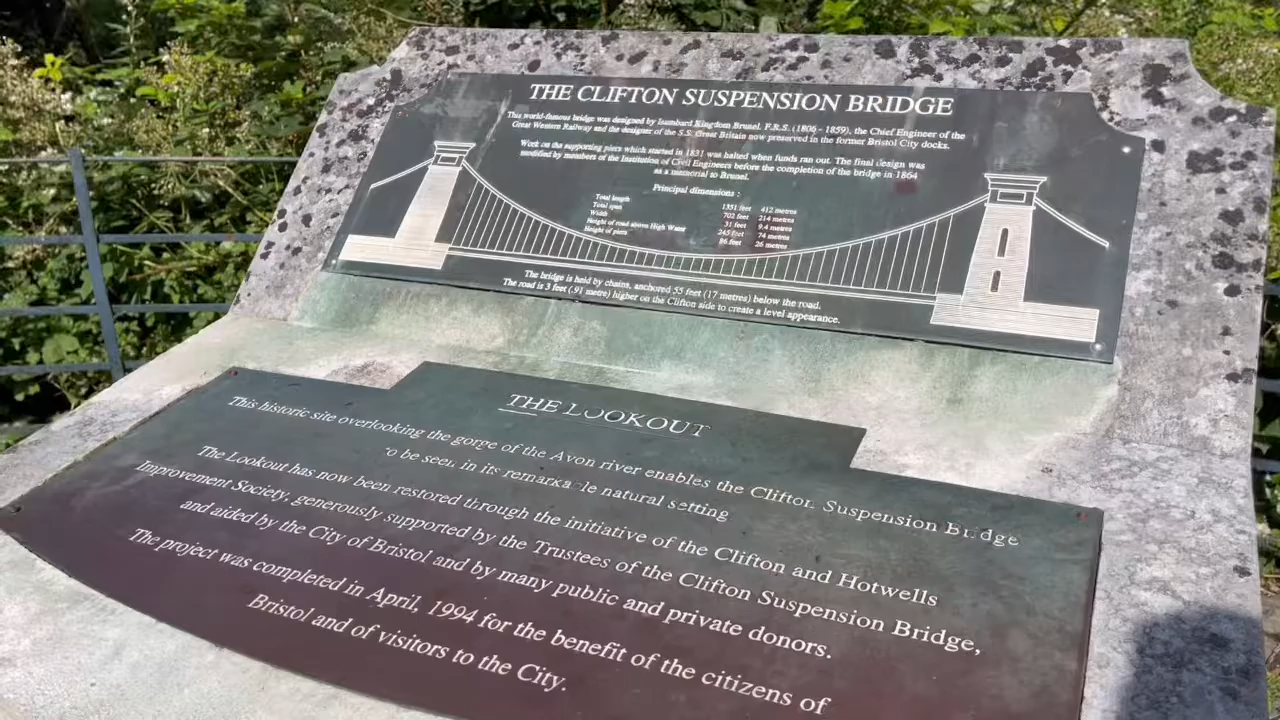 THE CLIFTON SUSPENSION BRIDGE
This world-famous bridge was designed by Isambard Kingdom Brunel, F.R.S. (1806 - 1859), the Chief Engineer of the
Great Western Railway and the designer of the S.S. Great Britain now preserved in the former Bristol City docks.
Work on the supporting piers which started in 1831 was halted when funds ran out. The final design was
modified by members of the Institution of Civil Engineers before the completion of the bridge in 1864
as a memorial to Brunel.
Principal dimensions :
Total length 1351 feet 412 metres
Total span 702 feet 214 metres
Width 31 feet 9.4 metres
Height of road above High Water 245 feet 74 metres
Height of piers 86 feet 26 metres
The bridge is held by chains, anchored 55 feet (17 metres) below the road.
The road is 3 feet (.91 metre) higher on the Clifton side to create a level appearance.
THE LOOKOUT
This historic site overlooking the gorge of the Avon river enables the Clifton Suspension Bridge
to be seen in its remarkable natural setting
The Lookout has now been restored through the initiative of the Clifton and Hotwells
Improvement Society, generously supported by the Trustees of the Clifton Suspension Bridge,
and aided by the City of Bristol and by many public and private donors.
The project was completed in April, 1994 for the benefit of the citizens of
Bristol and of visitors to the City.